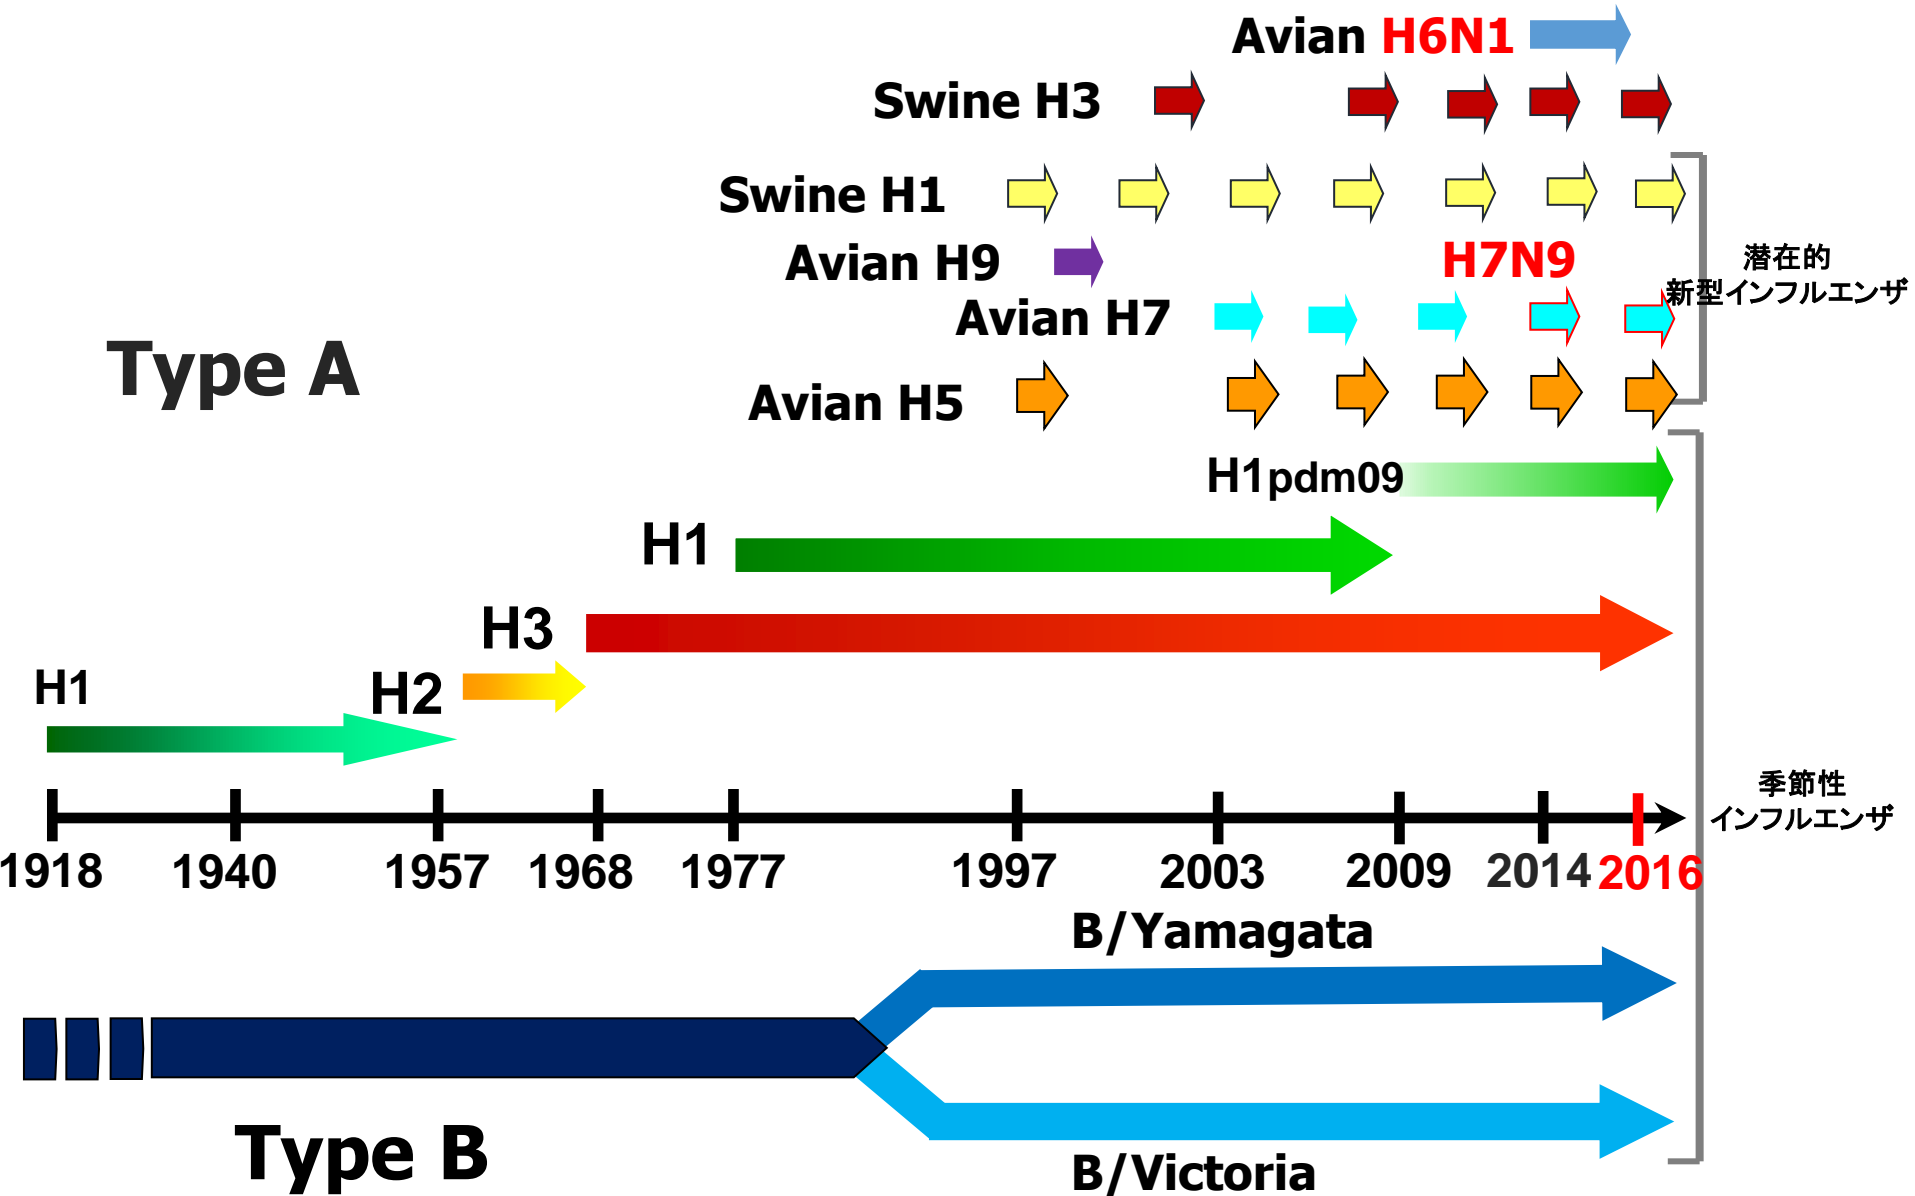 Avian H6N1
Swine H3
Swine H1
Avian H9
H7N9
潜在的
新型インフルエンザ
Avian H7
Type A
Avian H5
H1pdm09
H1
H3
H1
H2
季節性
インフルエンザ
1918 1940 1957 1968 1977 1997 2003 2009 2014 2016
B/Yamagata
Type B
B/Victoria